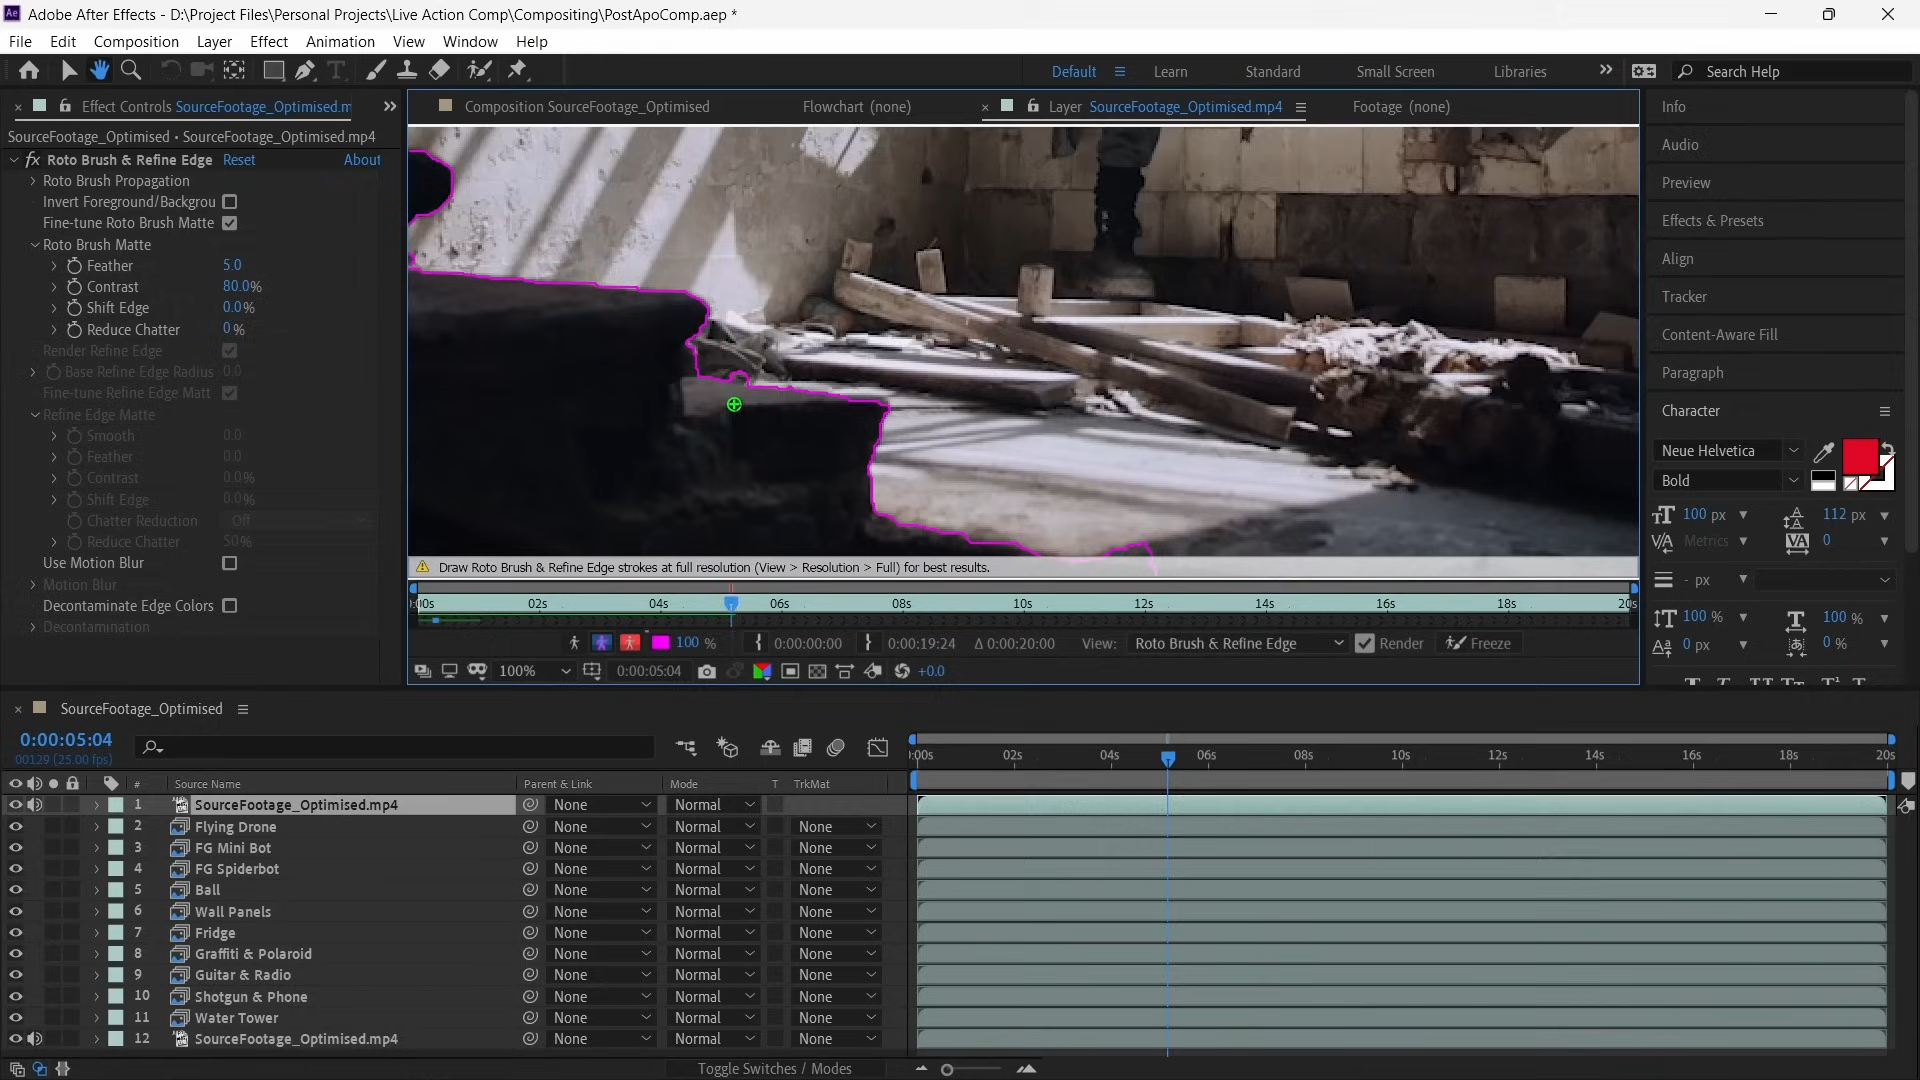 Adobe After Effects - D:\Project Files\Personal Projects\Live Action Comp\Compositing\PostApoComp.aep *
File Edit Composition Layer Effect Animation View Window Help
Default Learn Standard Small Screen Libraries Search Help
Effect Controls SourceFootage_Optimised.m
Composition SourceFootage_Optimised
Flowchart (none)
Layer SourceFootage_Optimised.mp4
Footage (none)
SourceFootage_Optimised • SourceFootage_Optimised.mp4
fx Roto Brush & Refine Edge Reset About
Roto Brush Propagation
Invert Foreground/Backgrou
Fine-tune Roto Brush Matte
Roto Brush Matte
Feather 5.0
Contrast 80.0%
Shift Edge 0.0%
Reduce Chatter 0%
Render Refine Edge
Base Refine Edge Radius 0.0
Fine-tune Refine Edge Matt
Refine Edge Matte
Smooth 0.0
Feather 0.0
Contrast 0.0%
Shift Edge 0.0%
Chatter Reduction Off
Reduce Chatter 50%
Use Motion Blur
Motion Blur
Decontaminate Edge Colors
Decontamination
Draw Roto Brush & Refine Edge strokes at full resolution (View > Resolution > Full) for best results.
:00s 02s 04s 06s 08s 10s 12s 14s 16s 18s 20s
100 % 0:00:00:00 0:00:19:24 Δ 0:00:20:00 View: Roto Brush & Refine Edge Render Freeze
100% 0:00:05:04 +0.0
Info
Audio
Preview
Effects & Presets
Align
Tracker
Content-Aware Fill
Paragraph
Character
Neue Helvetica
Bold
100 px 112 px
Metrics 0
- px
100 % 100 %
0 px 0 %
SourceFootage_Optimised
0:00:05:04
00129 (25.00 fps)
:00s 02s 04s 06s 08s 10s 12s 14s 16s 18s 20s
# Source Name Parent & Link Mode T TrkMat
1 SourceFootage_Optimised.mp4 None Normal
2 Flying Drone None Normal None
3 FG Mini Bot None Normal None
4 FG Spiderbot None Normal None
5 Ball None Normal None
6 Wall Panels None Normal None
7 Fridge None Normal None
8 Graffiti & Polaroid None Normal None
9 Guitar & Radio None Normal None
10 Shotgun & Phone None Normal None
11 Water Tower None Normal None
12 SourceFootage_Optimised.mp4 None Normal None
Toggle Switches / Modes